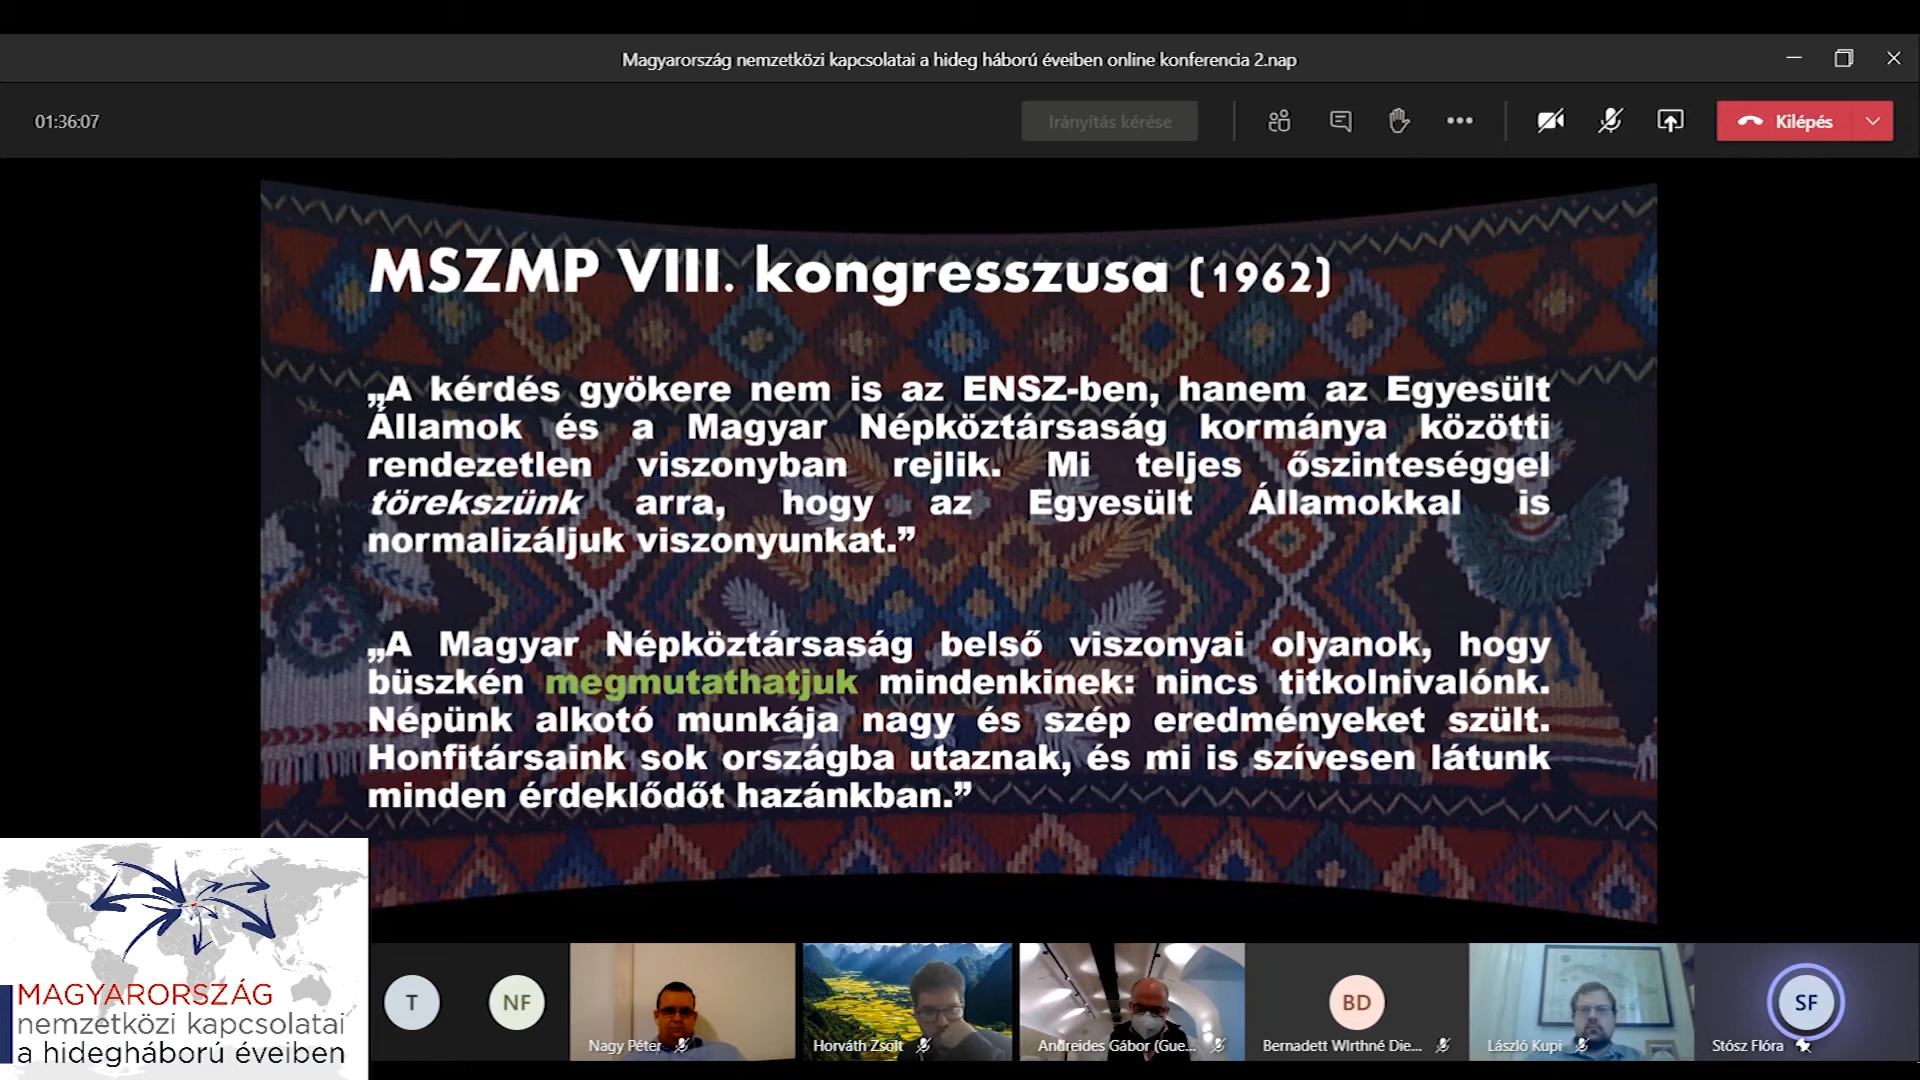 Magyarország nemzetközi kapcsolatai a hideg háború éveiben online konferencia 2.nap
01:36:07
Irányítás kérése
Kilépés
MSZMP VIII. kongresszusa (1962)
„A kérdés gyökere nem is az ENSZ-ben, hanem az Egyesült
Államok és a Magyar Népköztársaság kormánya közötti
rendezetlen viszonyban rejlik. Mi teljes őszinteséggel
törekszünk arra, hogy az Egyesült Államokkal is
normalizáljuk viszonyunkat.”
„A Magyar Népköztársaság belső viszonyai olyanok, hogy
büszkén megmutathatjuk mindenkinek: nincs titkolnivalónk.
Népünk alkotó munkája nagy és szép eredményeket szült.
Honfitársaink sok országba utaznak, és mi is szívesen látunk
minden érdeklődőt hazánkban.”
MAGYARORSZÁG
nemzetközi kapcsolatai
a hidegháború éveiben
T
NF
Nagy Péter
Horváth Zsolt
Andreides Gábor (Gue...
BD
Bernadett WIrthné Die...
László Kupi
SF
Stósz Flóra